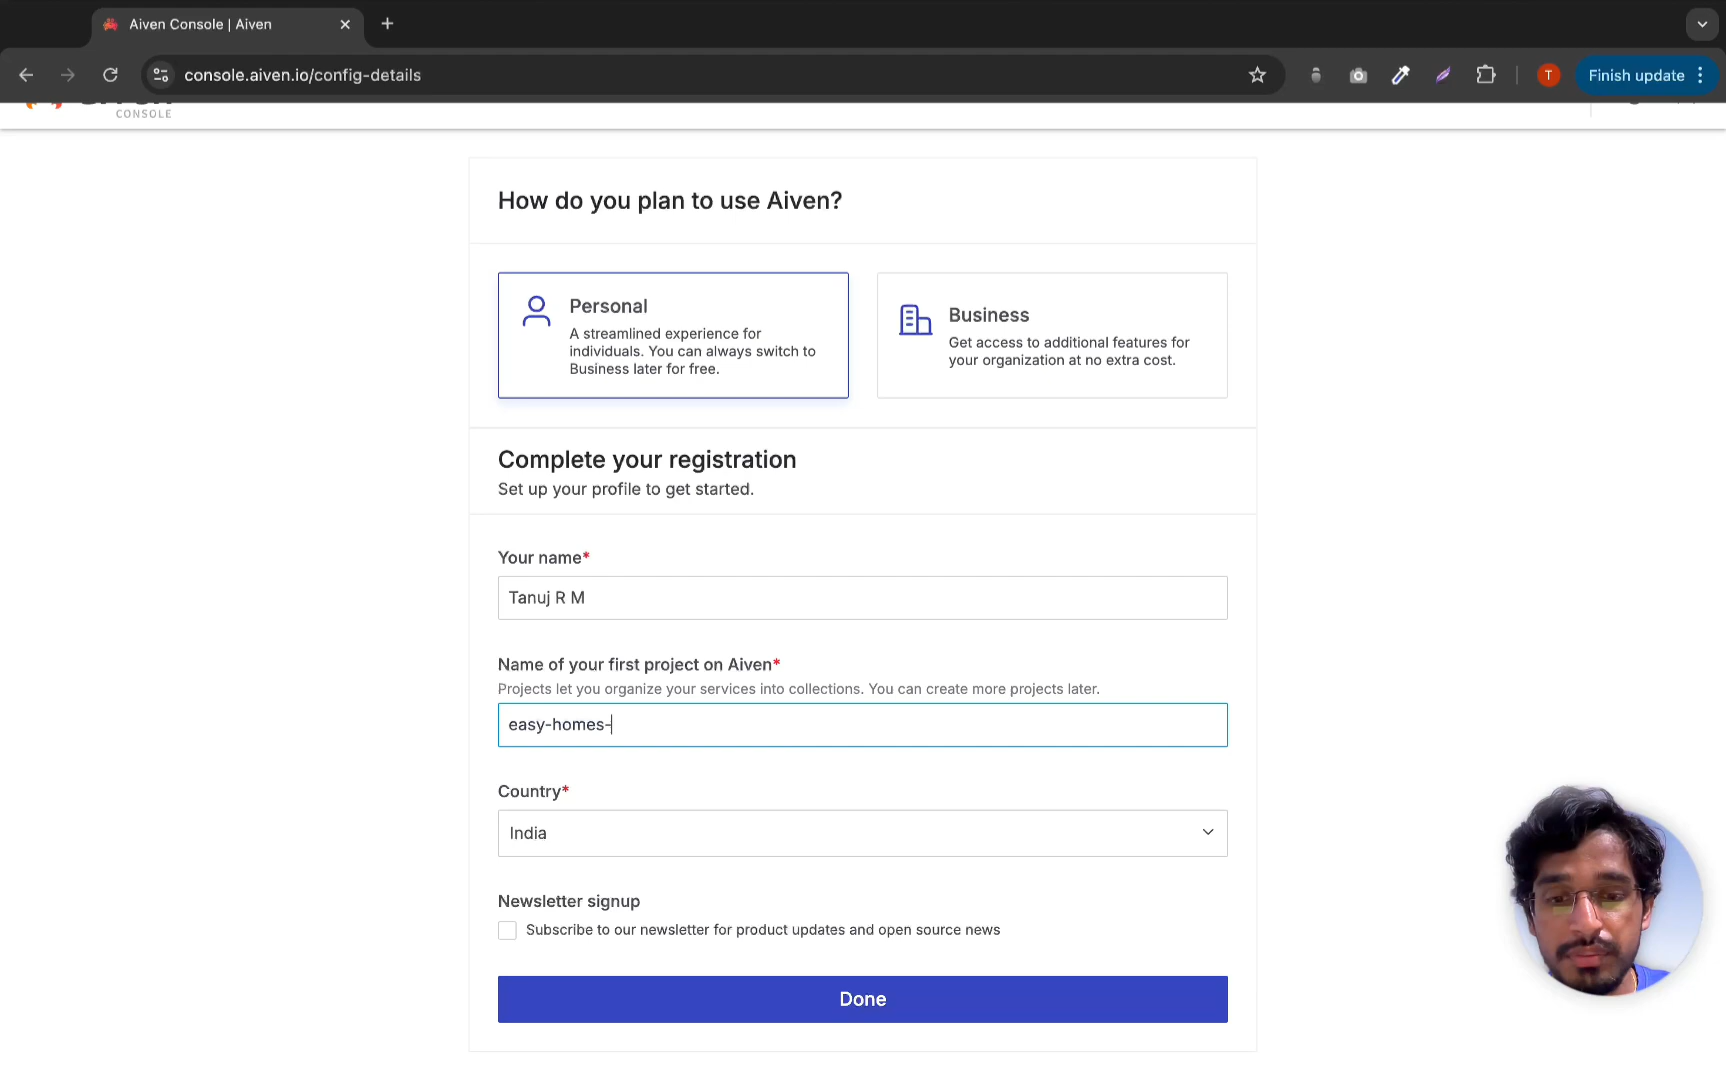 Aiven Console | Aiven
console.aiven.io/config-details
T
Finish update
CONSOLE
How do you plan to use Aiven?
Personal
A streamlined experience for
individuals. You can always switch to
Business later for free.
Business
Get access to additional features for
your organization at no extra cost.
Complete your registration
Set up your profile to get started.
Your name*
Tanuj R M
Name of your first project on Aiven*
Projects let you organize your services into collections. You can create more projects later.
easy-homes-
Country*
India
Newsletter signup
Subscribe to our newsletter for product updates and open source news
Done